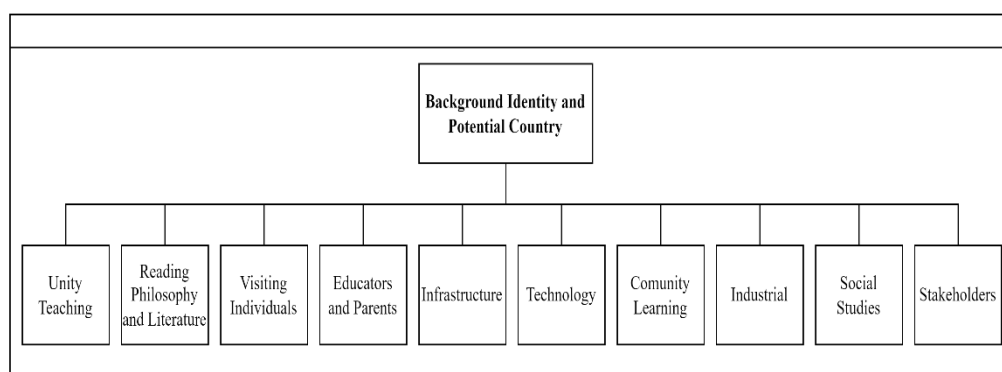 Background Identity and
Potential Country
Unity
Teaching
Reading
Philosophy
and Literature
Visiting
Individuals
Educators
and Parents
Infrastructure
Technology
Comunity
Learning
Industrial
Social
Studies
Stakeholders